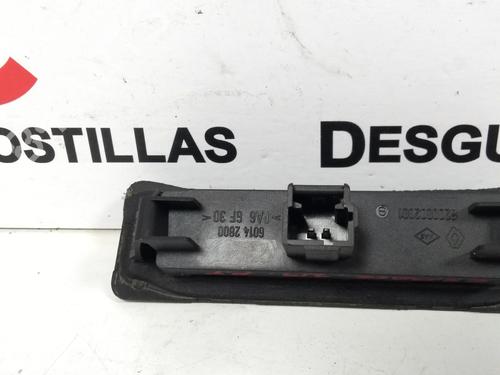 OSTILLAS
DESGU
6014 2800
>PA6 GF 30<